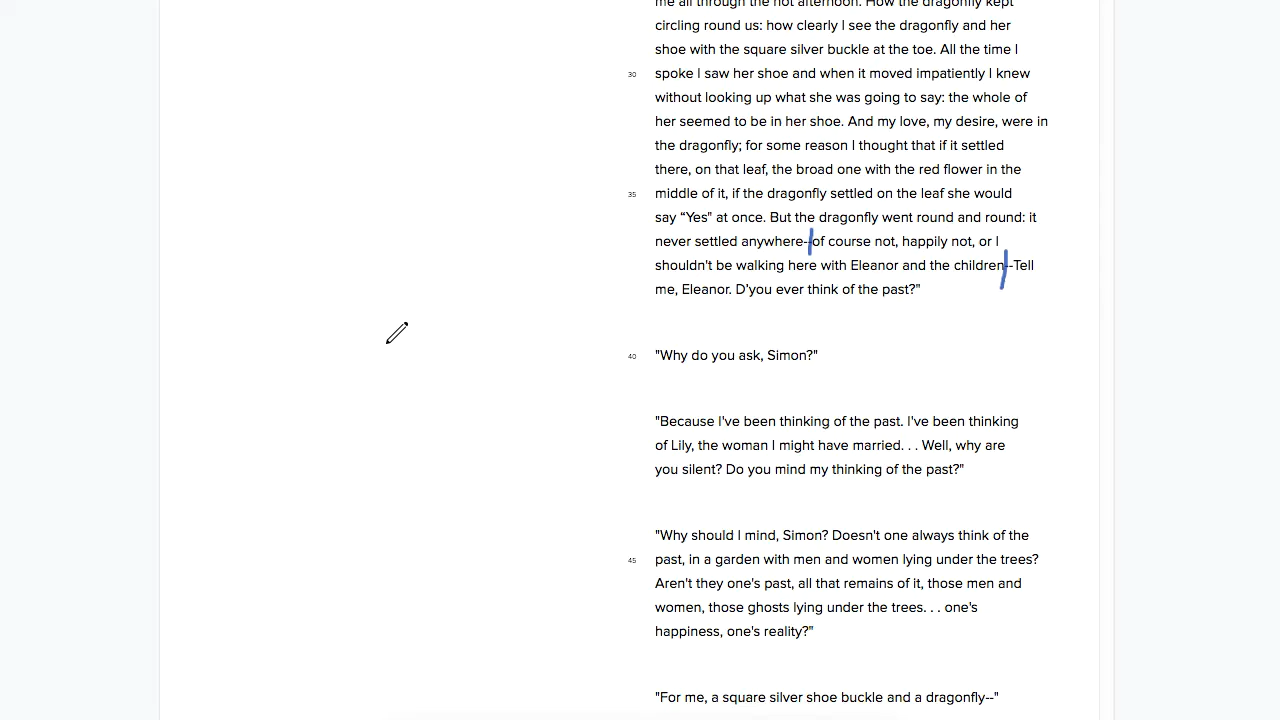 me all through the hot afternoon. How the dragonfly kept
circling round us: how clearly I see the dragonfly and her
shoe with the square silver buckle at the toe. All the time I
30 spoke I saw her shoe and when it moved impatiently I knew
without looking up what she was going to say: the whole of
her seemed to be in her shoe. And my love, my desire, were in
the dragonfly; for some reason I thought that if it settled
there, on that leaf, the broad one with the red flower in the
35 middle of it, if the dragonfly settled on the leaf she would
say “Yes” at once. But the dragonfly went round and round: it
never settled anywhere--of course not, happily not, or I
shouldn't be walking here with Eleanor and the children--Tell
me, Eleanor. D'you ever think of the past?"
40 "Why do you ask, Simon?"
"Because I've been thinking of the past. I've been thinking
of Lily, the woman I might have married. . . Well, why are
you silent? Do you mind my thinking of the past?"
"Why should I mind, Simon? Doesn't one always think of the
45 past, in a garden with men and women lying under the trees?
Aren't they one's past, all that remains of it, those men and
women, those ghosts lying under the trees. . . one's
happiness, one's reality?"
"For me, a square silver shoe buckle and a dragonfly--"